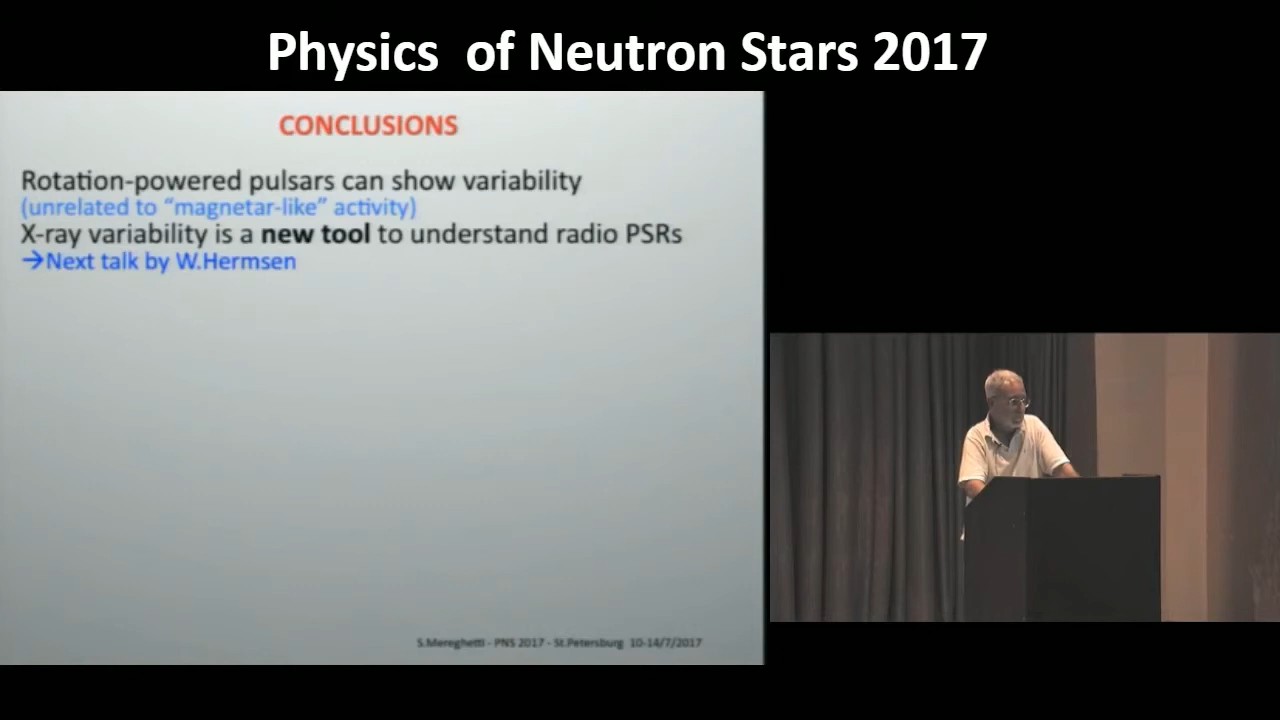 Physics of Neutron Stars 2017
CONCLUSIONS
Rotation-powered pulsars can show variability
(unrelated to “magnetar-like” activity)
X-ray variability is a new tool to understand radio PSRs
→Next talk by W.Hermsen
S.Mereghetti - PNS 2017 - St.Petersburg 10-14/7/2017